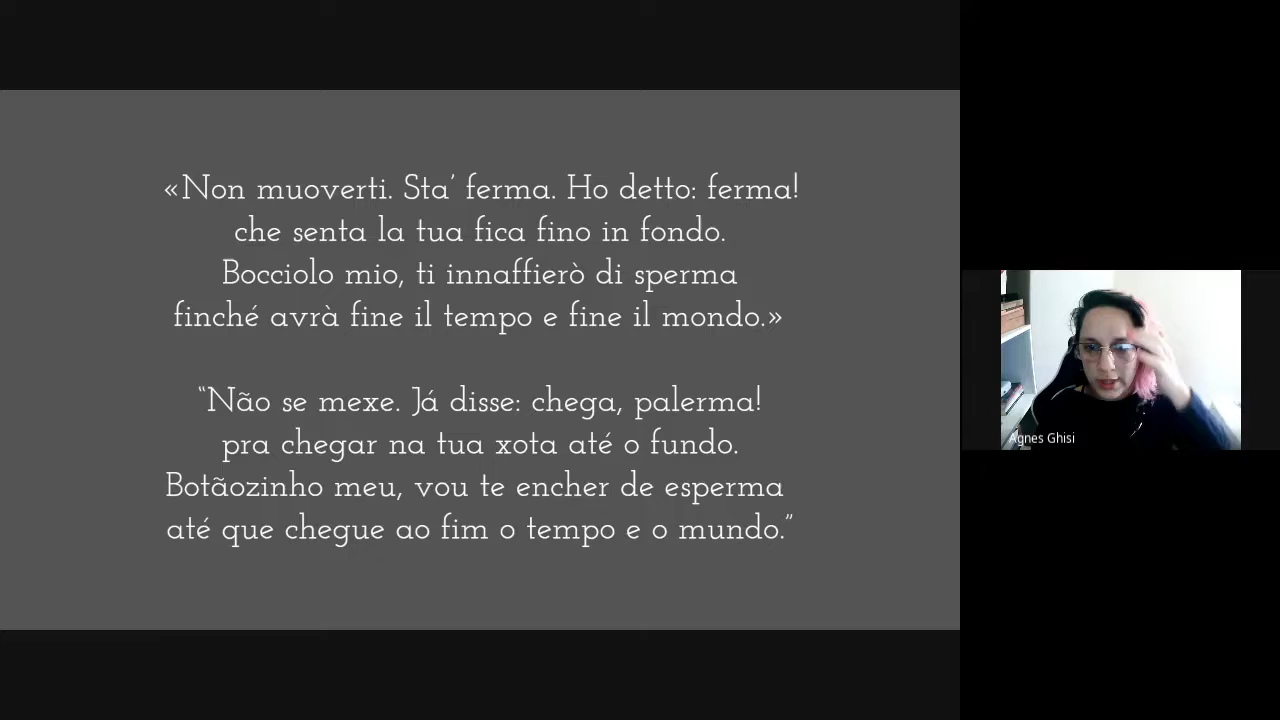 «Non muoverti. Sta’ ferma. Ho detto: ferma!
che senta la tua fica fino in fondo.
Bocciolo mio, ti innaffierò di sperma
finché avrà fine il tempo e fine il mondo.»
“Não se mexe. Já disse: chega, palerma!
pra chegar na tua xota até o fundo.
Botãozinho meu, vou te encher de esperma
até que chegue ao fim o tempo e o mundo.”
Agnes Ghisi